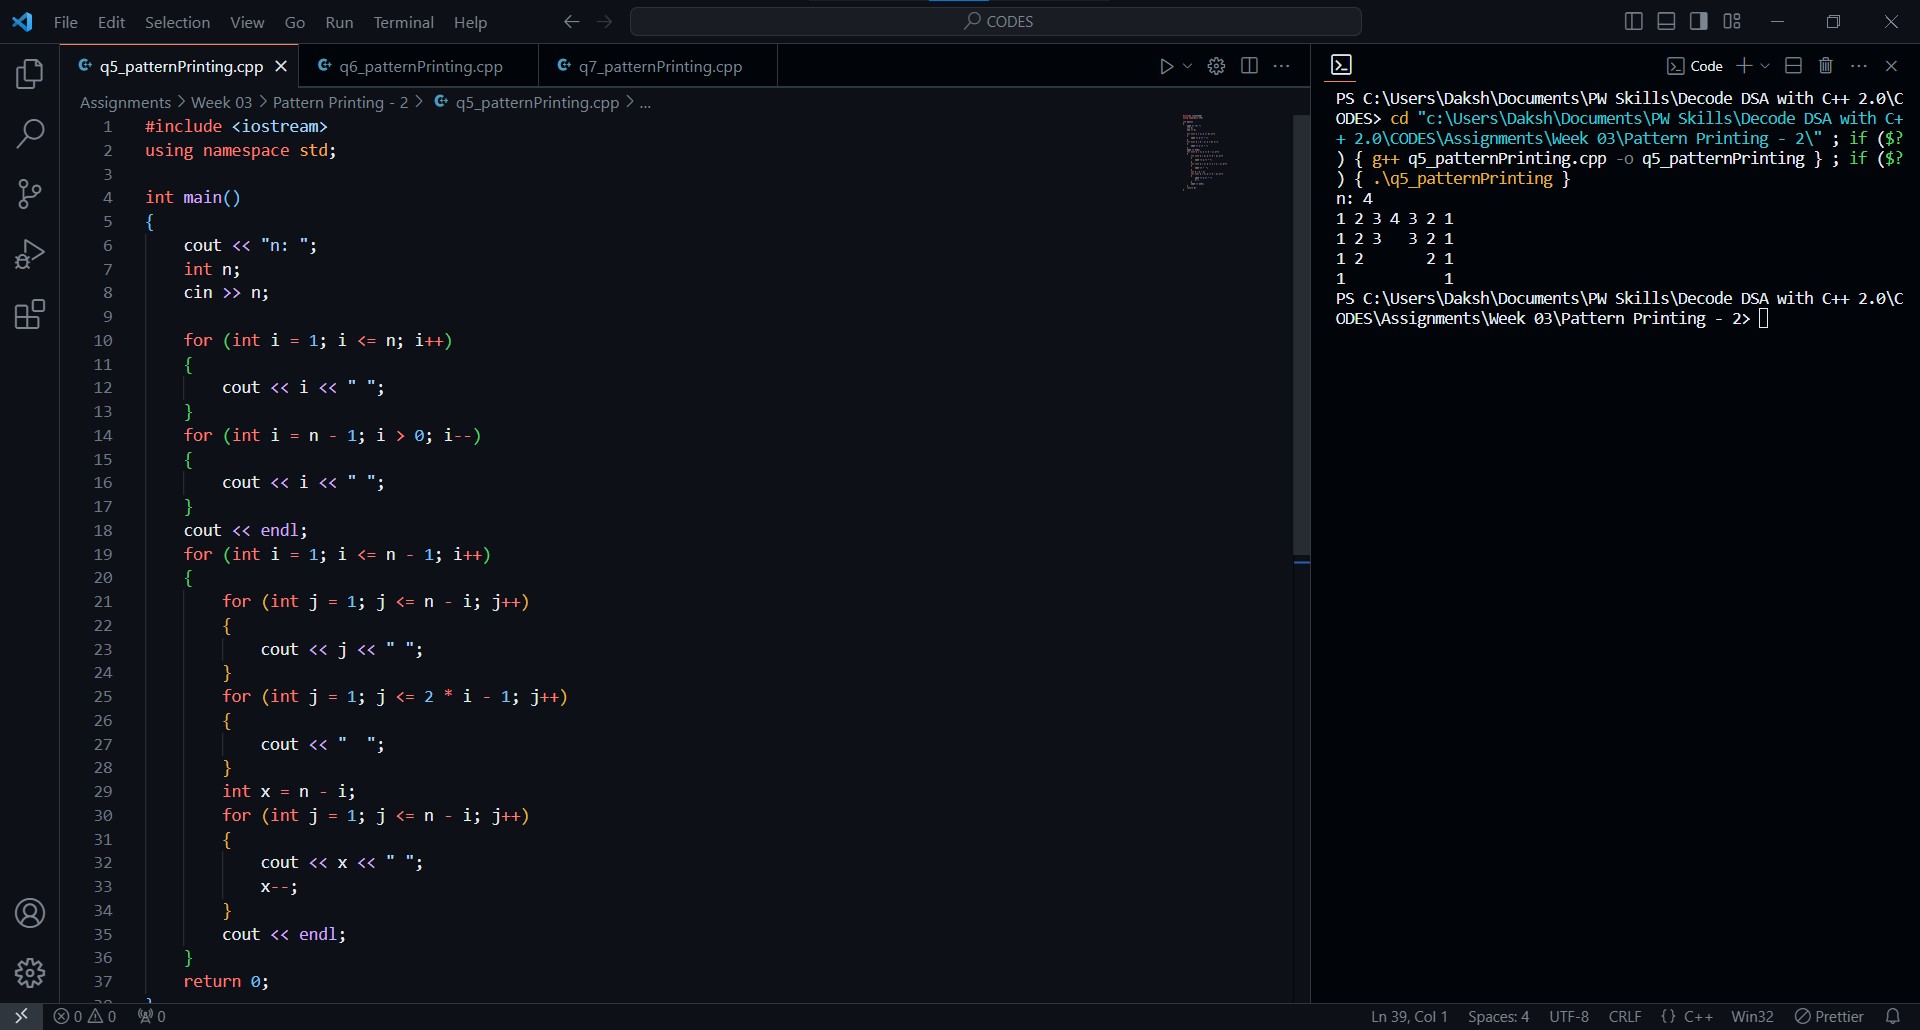 File Edit Selection View Go Run Terminal Help CODES
q5_patternPrinting.cpp q6_patternPrinting.cpp q7_patternPrinting.cpp
Assignments > Week 03 > Pattern Printing - 2 > q5_patternPrinting.cpp > ...
1 #include <iostream>
2 using namespace std;
3
4 int main()
5 {
6 cout << "n: ";
7 int n;
8 cin >> n;
9
10 for (int i = 1; i <= n; i++)
11 {
12 cout << i << " ";
13 }
14 for (int i = n - 1; i > 0; i--)
15 {
16 cout << i << " ";
17 }
18 cout << endl;
19 for (int i = 1; i <= n - 1; i++)
20 {
21 for (int j = 1; j <= n - i; j++)
22 {
23 cout << j << " ";
24 }
25 for (int j = 1; j <= 2 * i - 1; j++)
26 {
27 cout << "  ";
28 }
29 int x = n - i;
30 for (int j = 1; j <= n - i; j++)
31 {
32 cout << x << " ";
33 x--;
34 }
35 cout << endl;
36 }
37 return 0;
Code
PS C:\Users\Daksh\Documents\PW Skills\Decode DSA with C++ 2.0\C
ODES> cd "c:\Users\Daksh\Documents\PW Skills\Decode DSA with C+
+ 2.0\CODES\Assignments\Week 03\Pattern Printing - 2\" ; if ($?
) { g++ q5_patternPrinting.cpp -o q5_patternPrinting } ; if ($?
) { .\q5_patternPrinting }
n: 4
1 2 3 4 3 2 1
1 2 3   3 2 1
1 2       2 1
1           1
PS C:\Users\Daksh\Documents\PW Skills\Decode DSA with C++ 2.0\C
ODES\Assignments\Week 03\Pattern Printing - 2>
0 0 0 Ln 39, Col 1 Spaces: 4 UTF-8 CRLF {} C++ Win32 Prettier